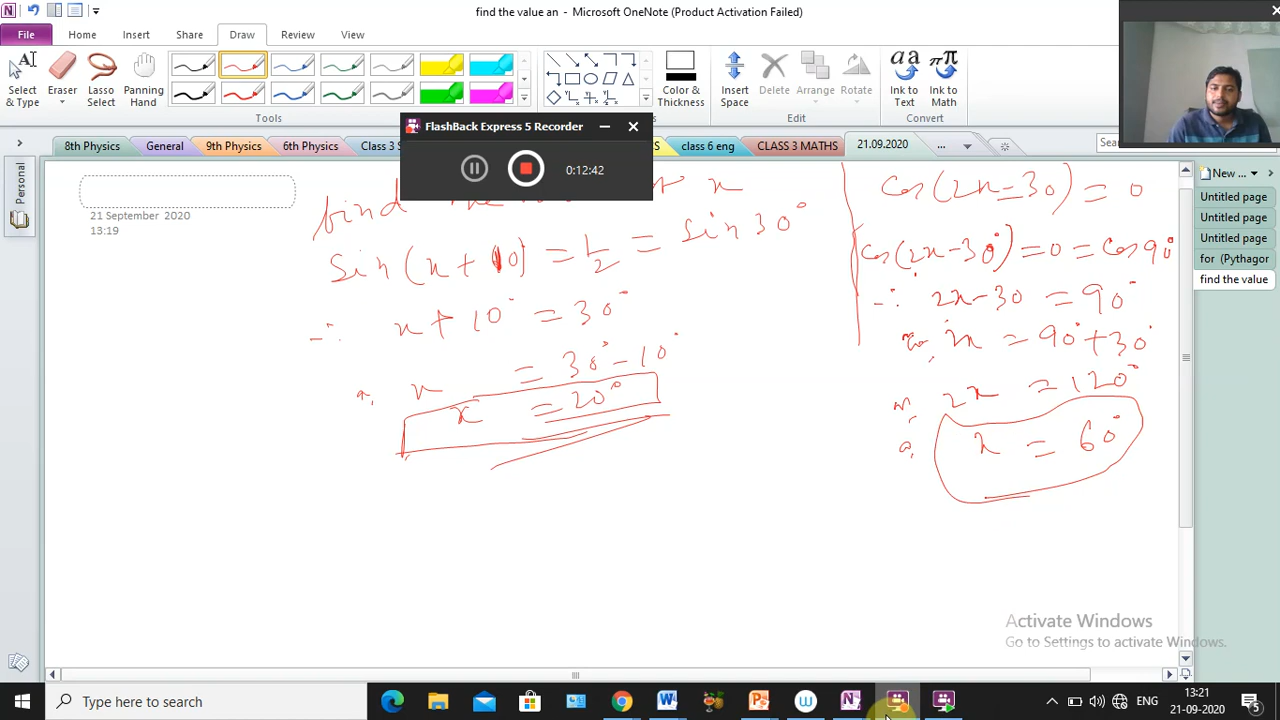 find the value an - Microsoft OneNote (Product Activation Failed)
File Home Insert Share Draw Review View
Select & Type
Eraser
Lasso Select
Panning Hand
Tools
Color & Thickness
Insert Space
Delete
Arrange
Rotate
Edit
Ink to Text
Ink to Math
Convert
FlashBack Express 5 Recorder
0:12:42
8th Physics General 9th Physics 6th Physics Class 3 S class 6 eng CLASS 3 MATHS 21.09.2020 ...
Personal
21 September 2020
13:19
find
x
sin(x+10) = 1/2 = sin 30°
∴ x + 10° = 30°
x = 30° - 10°
x = 20°
cos(2x-30) = 0
cos(2x-30°) = 0 = cos 90°
∴ 2x-30 = 90°
2x = 90° + 30°
2x = 120°
x = 60°
New
Untitled page
Untitled page
Untitled page
for (Pythagor
find the value
Activate Windows
Go to Settings to activate Windows.
Type here to search
ENG
13:21
21-09-2020
5